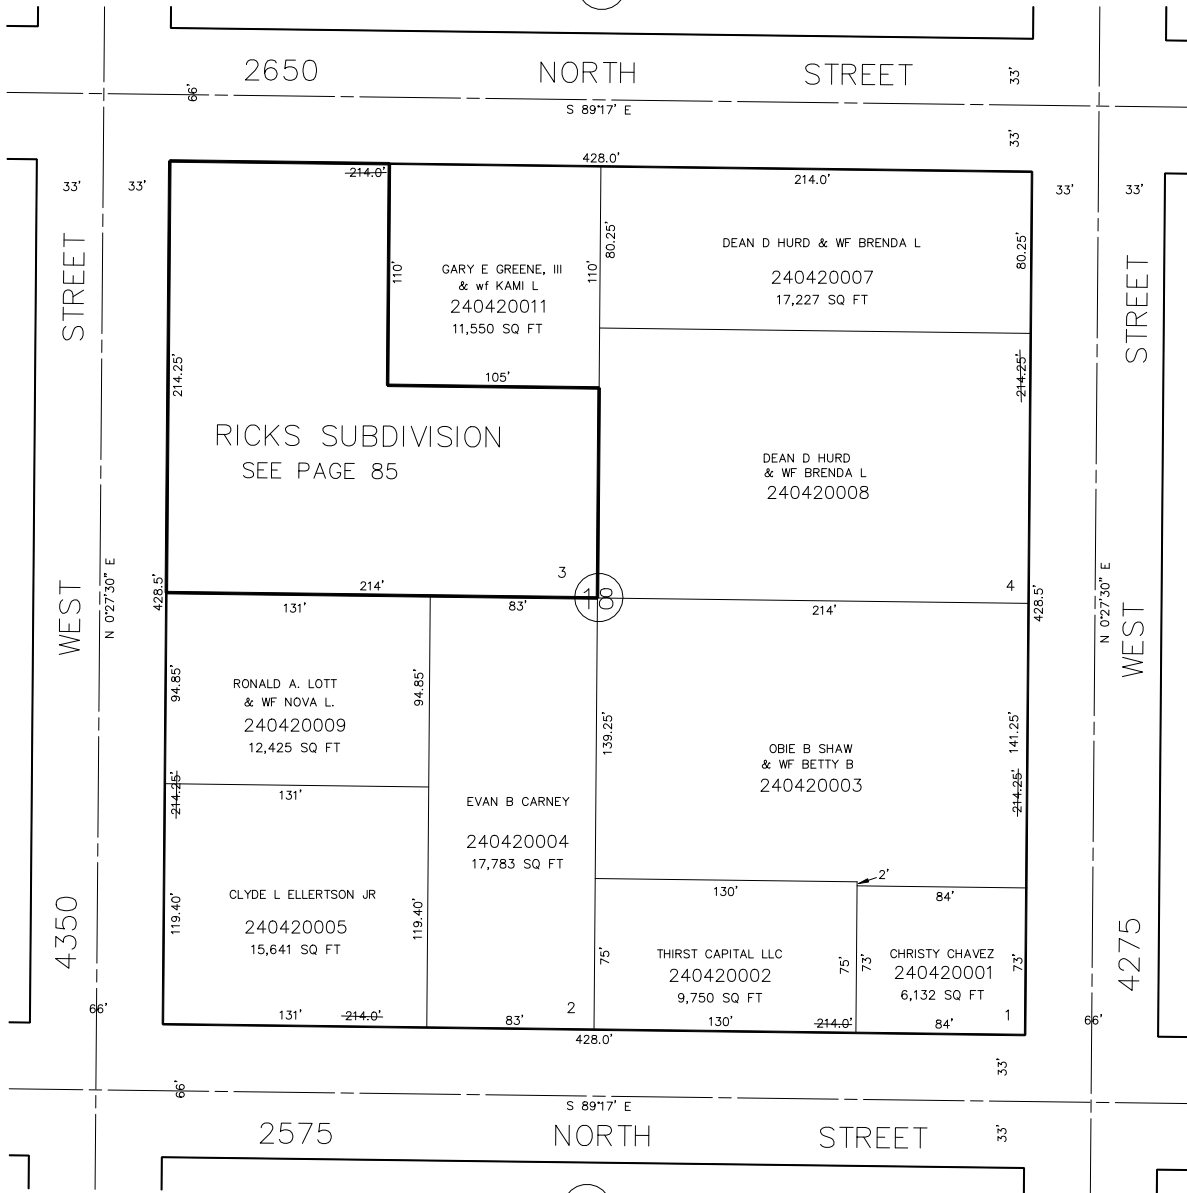 2650 NORTH STREET
33'
66'
S 89°17' E
33'
428.0'
33'
33'
214.0'
214.0'
33'
33'
STREET
80.25'
DEAN D HURD & WF BRENDA L
80.25'
STREET
110'
GARY E GREENE, III
& wf KAMI L
240420011
11,550 SQ FT
110'
240420007
17,227 SQ FT
214.25'
105'
214.25'
RICKS SUBDIVISION
SEE PAGE 85
DEAN D HURD
& WF BRENDA L
240420008
3
4
428.5'
N 0°27'30" E
214'
18
214'
428.5'
N 0°27'30" E
131'
83'
WEST
WEST
94.85'
RONALD A. LOTT
& WF NOVA L.
240420009
12,425 SQ FT
94.85'
139.25'
OBIE B SHAW
& WF BETTY B
240420003
141.25'
214.25'
131'
EVAN B CARNEY
240420004
17,783 SQ FT
214.25'
2'
130'
84'
119.40'
CLYDE L ELLERTSON JR
240420005
15,641 SQ FT
119.40'
4350
4275
75'
THIRST CAPITAL LLC
240420002
9,750 SQ FT
75'
73'
CHRISTY CHAVEZ
240420001
6,132 SQ FT
73'
66'
131'
214.0'
83'
2
130'
214.0'
84'
1
66'
428.0'
33'
66'
S 89°17' E
2575 NORTH STREET
33'